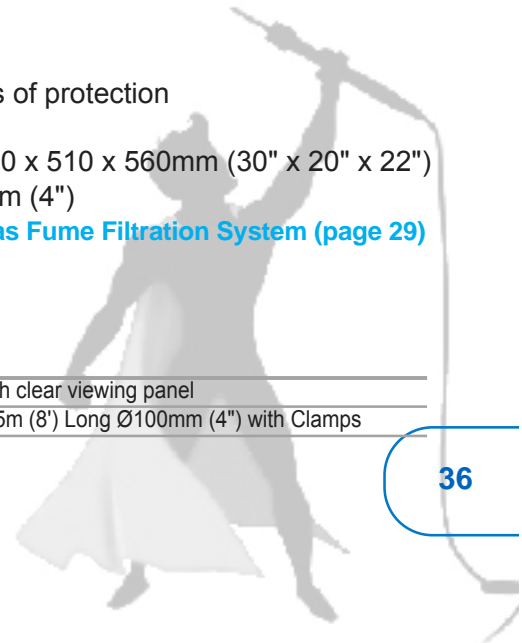 s of protection
0 x 510 x 560mm (30" x 20" x 22")
m (4")
as Fume Filtration System (page 29)
h clear viewing panel
5m (8') Long Ø100mm (4") with Clamps
36